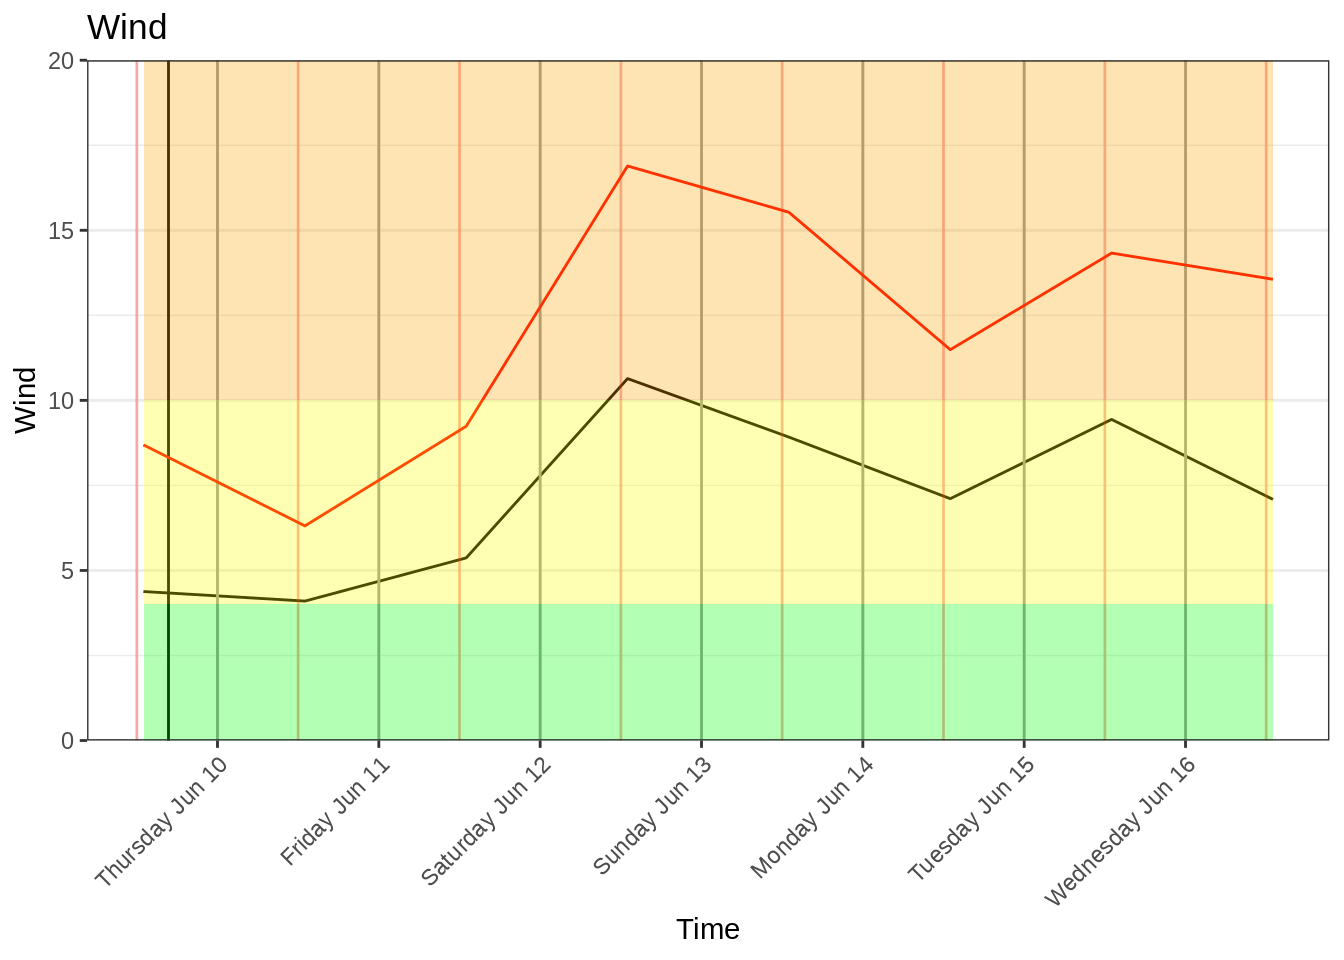 Wind
Wind
20
15
10
5
0
Thursday Jun 10
Friday Jun 11
Saturday Jun 12
Sunday Jun 13
Monday Jun 14
Tuesday Jun 15
Wednesday Jun 16
Time